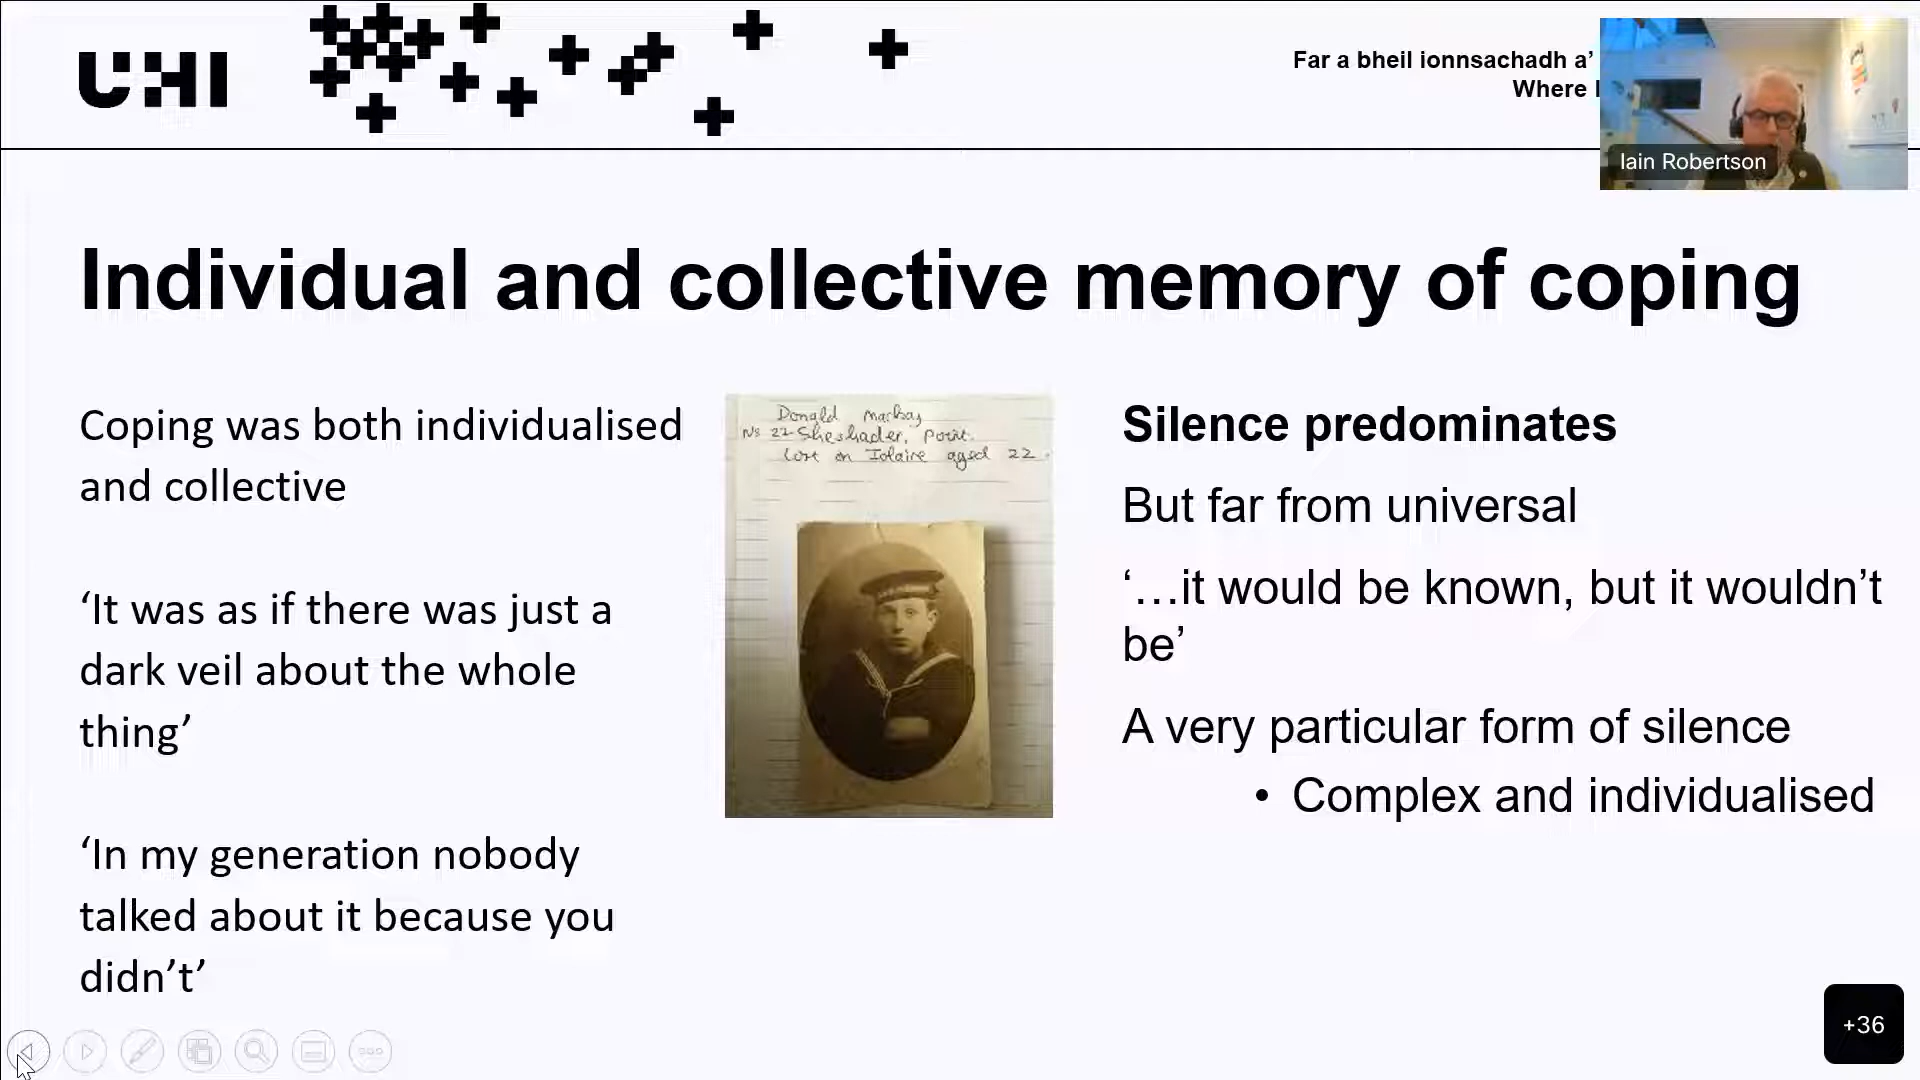 UHI
Far a bheil ionnsachadh a’
Where
Iain Robertson
Individual and collective memory of coping
Coping was both individualised
and collective
‘It was as if there was just a
dark veil about the whole
thing’
‘In my generation nobody
talked about it because you
didn’t’
Donald Mackay
No 22 Sheshader, Point.
lost on Iolaire aged 22.
Silence predominates
But far from universal
‘…it would be known, but it wouldn’t
be’
A very particular form of silence
• Complex and individualised
+36